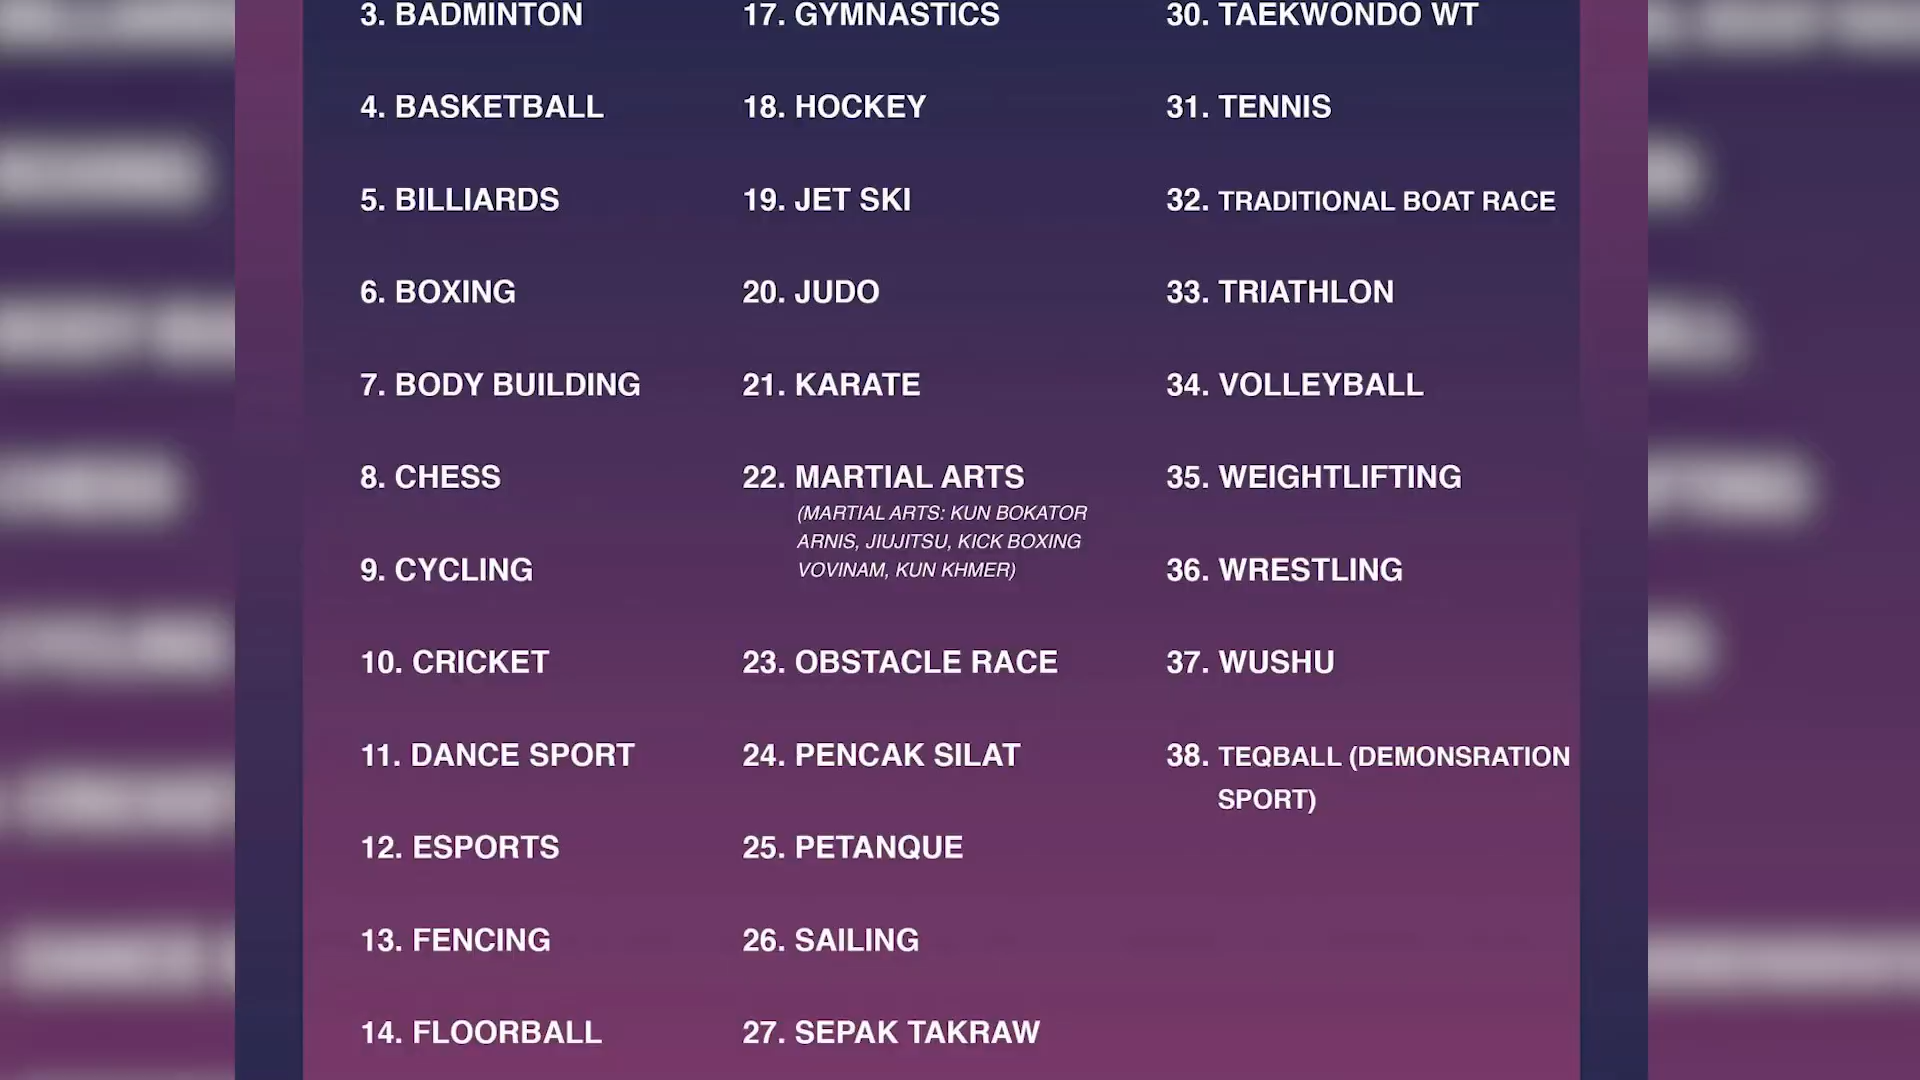 3. BADMINTON
4. BASKETBALL
5. BILLIARDS
6. BOXING
7. BODY BUILDING
8. CHESS
9. CYCLING
10. CRICKET
11. DANCE SPORT
12. ESPORTS
13. FENCING
14. FLOORBALL
17. GYMNASTICS
18. HOCKEY
19. JET SKI
20. JUDO
21. KARATE
22. MARTIAL ARTS
(MARTIAL ARTS: KUN BOKATOR
ARNIS, JIUJITSU, KICK BOXING
VOVINAM, KUN KHMER)
23. OBSTACLE RACE
24. PENCAK SILAT
25. PETANQUE
26. SAILING
27. SEPAK TAKRAW
30. TAEKWONDO WT
31. TENNIS
32. TRADITIONAL BOAT RACE
33. TRIATHLON
34. VOLLEYBALL
35. WEIGHTLIFTING
36. WRESTLING
37. WUSHU
38. TEQBALL (DEMONSRATION
SPORT)